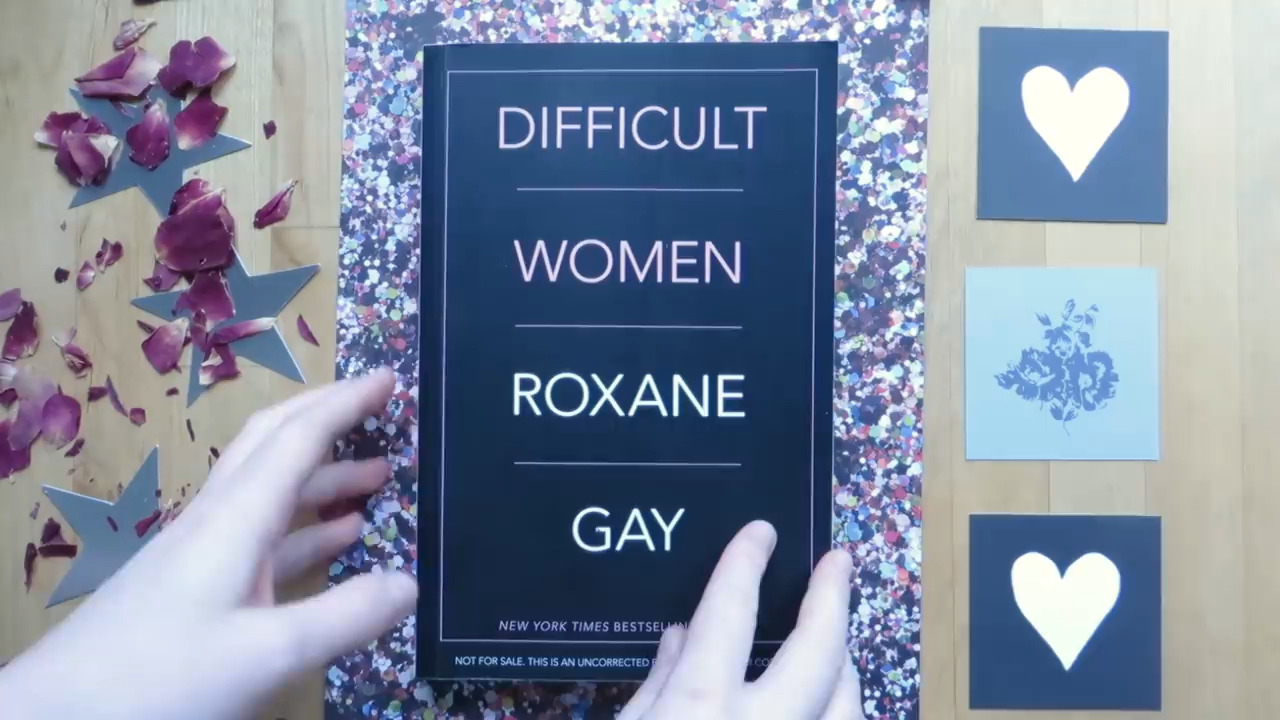 DIFFICULT
WOMEN
ROXANE
GAY
NEW YORK TIMES
NOT FOR SALE. THIS IS AN UNCORRECTED